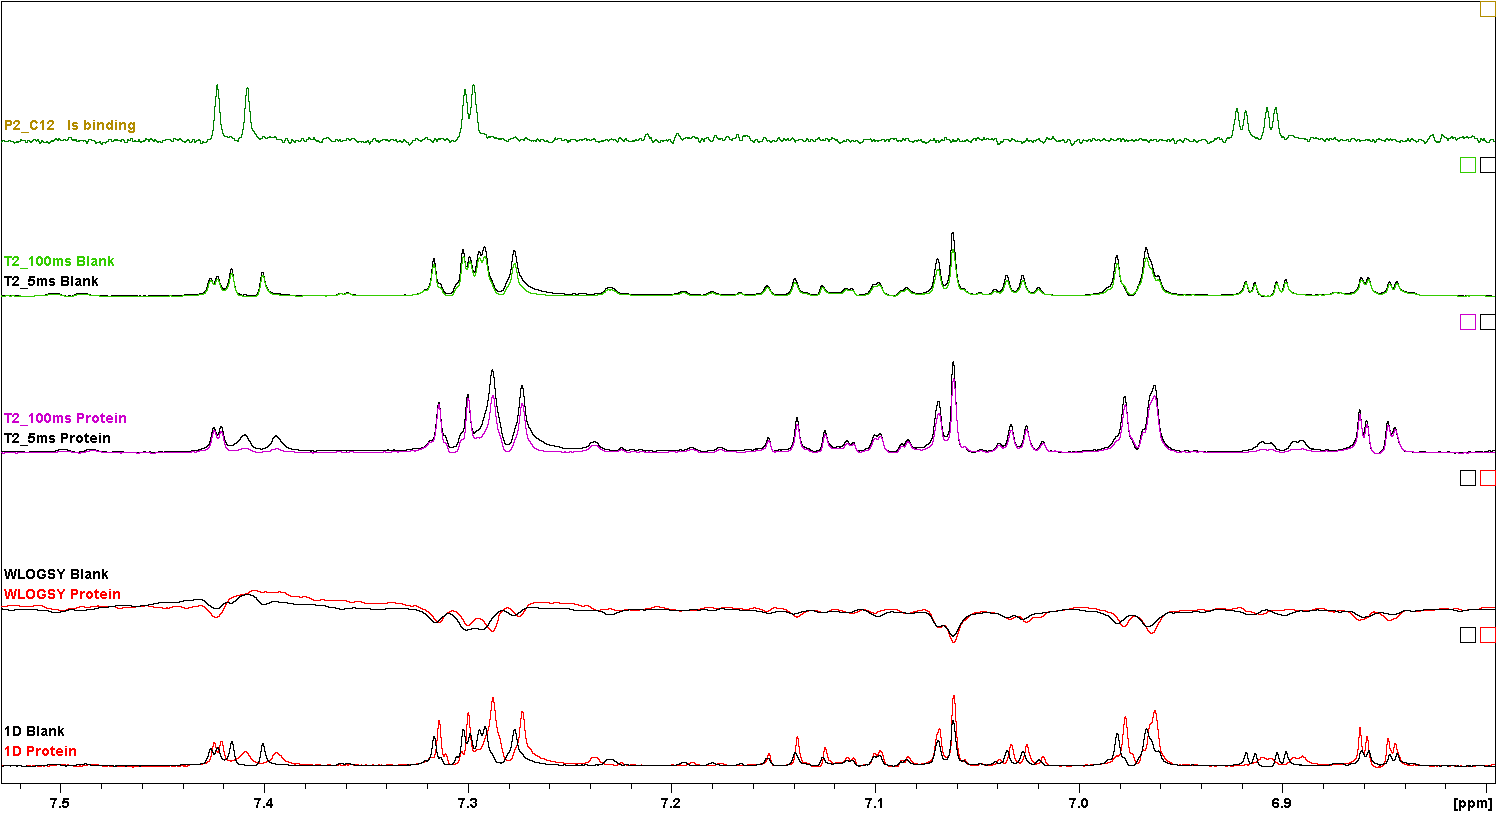 P2_C12 Is binding
T2_100ms Blank
T2_5ms Blank
T2_100ms Protein
T2_5ms Protein
WLOGSY Blank
WLOGSY Protein
1D Blank
1D Protein
7.5 7.4 7.3 7.2 7.1 7.0 6.9 [ppm]